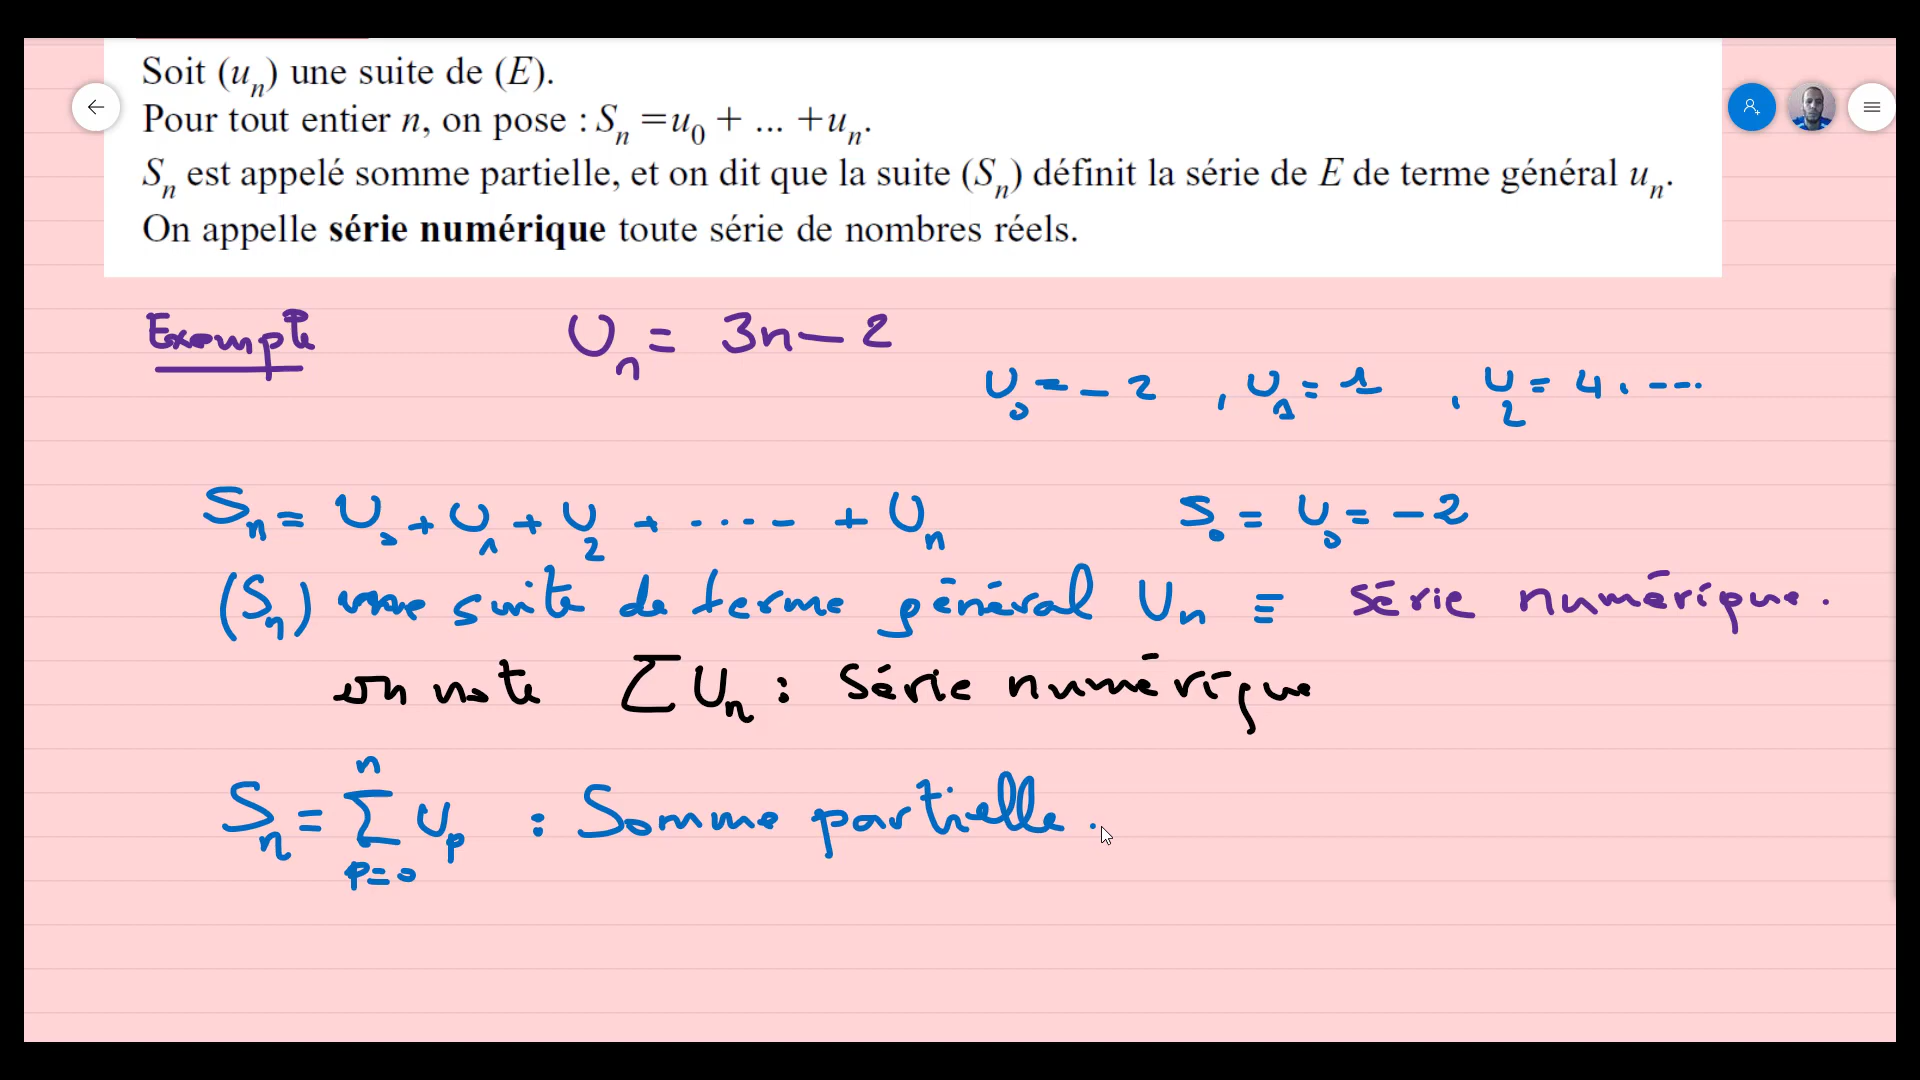 Soit (uₙ) une suite de (E).
Pour tout entier n, on pose : Sₙ = u₀ + ... + uₙ.
Sₙ est appelé somme partielle, et on dit que la suite (Sₙ) définit la série de E de terme général uₙ.
On appelle série numérique toute série de nombres réels.
Exemple Uₙ = 3n – 2
U₀ = – 2 , U₁ = 1 , U₂ = 4 . ---.
Sₙ = U₀ + U₁ + U₂ + ..... + Uₙ S₀ = U₀ = – 2
(Sₙ) une suite de terme général Uₙ ≡ série numérique.
on note ∑ Uₙ : Série numérique
Sₙ = ∑ₚ₌₀ⁿ Uₚ : Somme partielle.